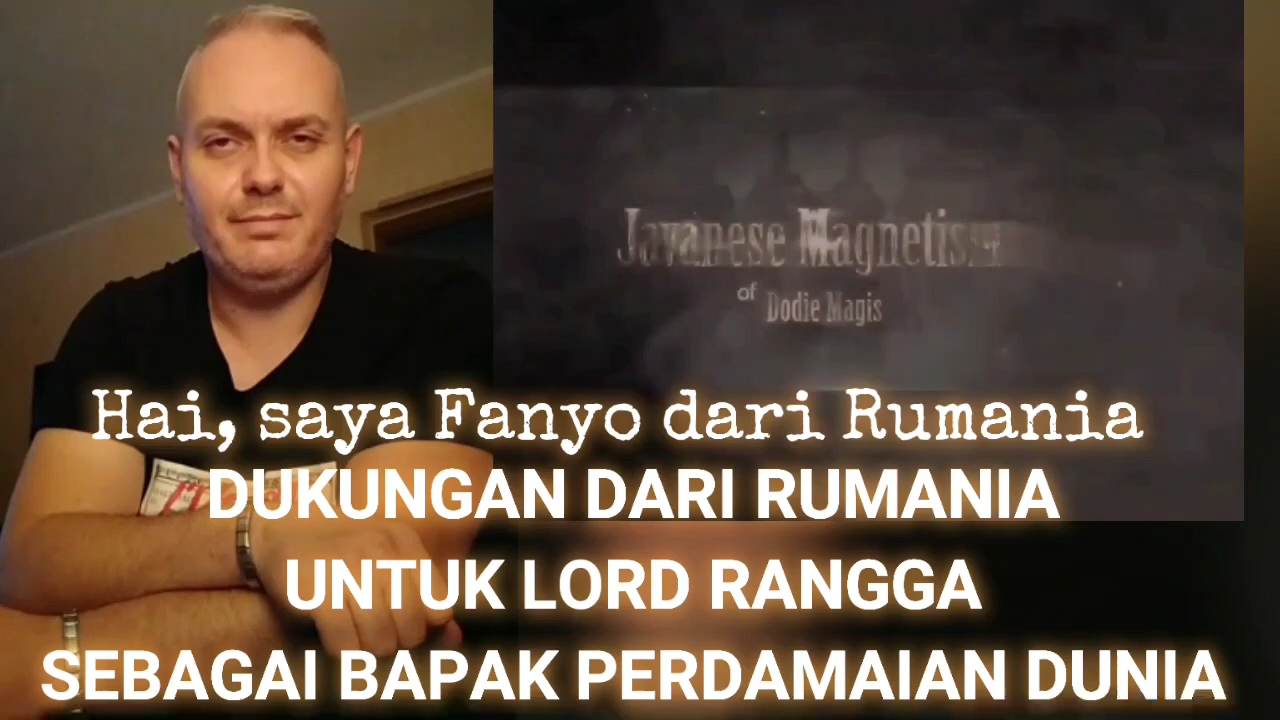 Javanese Magnetism
of Dodie Magis
Hai, saya Fanyo dari Rumania
DUKUNGAN DARI RUMANIA
UNTUK LORD RANGGA
SEBAGAI BAPAK PERDAMAIAN DUNIA